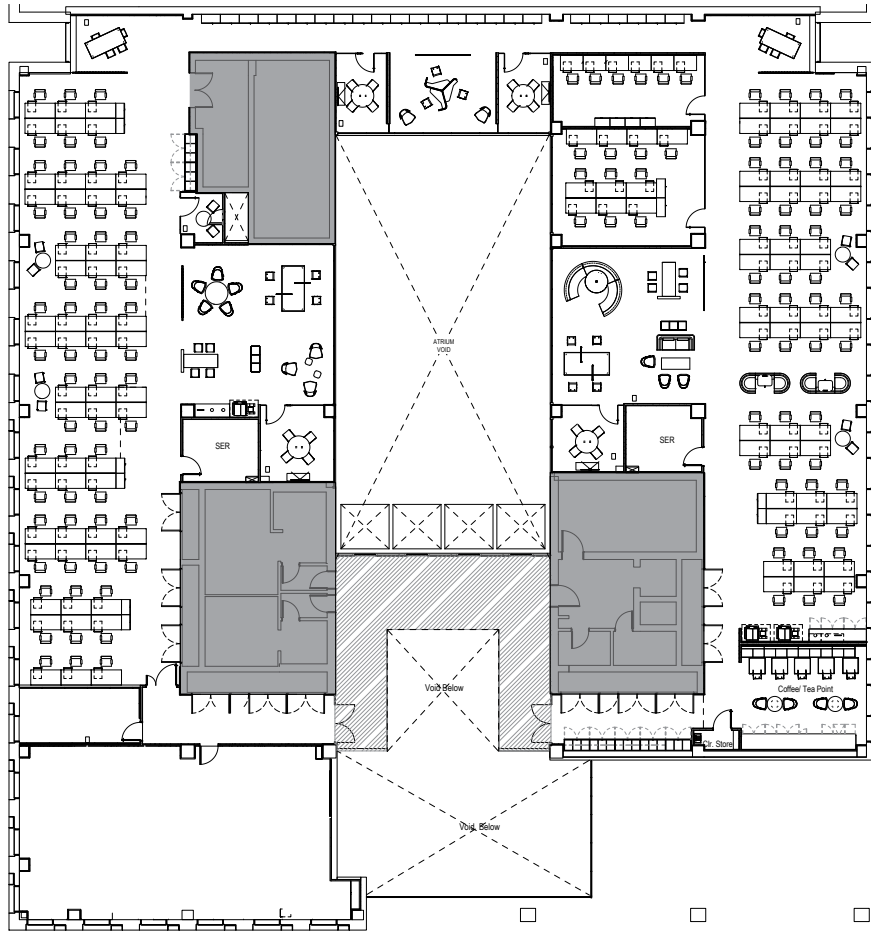 ATRIUM
VOID
SER
SER
Void Below
Coffee/ Tea Point
Clr. Store
Void Below